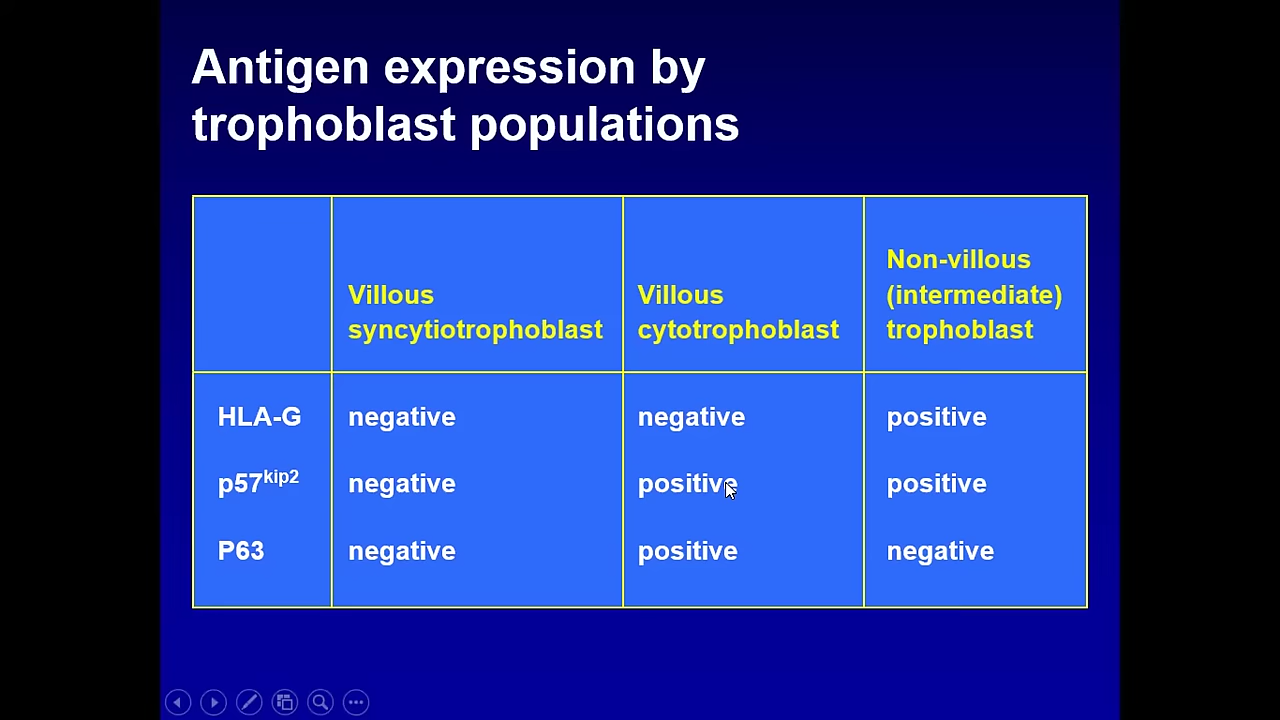 Antigen expression by
trophoblast populations
Villous
syncytiotrophoblast
Villous
cytotrophoblast
Non-villous
(intermediate)
trophoblast
HLA-G negative negative positive
p57kip2 negative positive positive
P63 negative positive negative